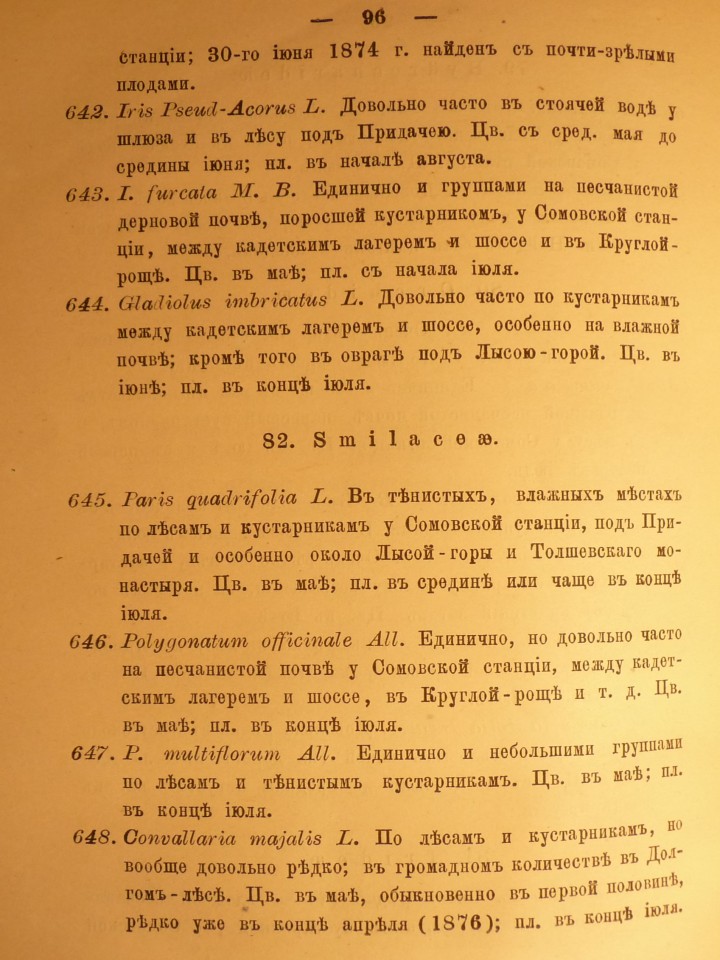 — 96 —
станціи; 30-го іюня 1874 г. найденъ съ почти-зрѣлыми
плодами.
642. Iris Pseud-Acorus L. Довольно часто въ стоячей водѣ у
шлюза и въ лѣсу подъ Придачею. Цв. съ сред. мая до
средины іюня; пл. въ началѣ августа.
643. I. furcata M. B. Единично и группами на песчанистой
дерновой почвѣ, поросшей кустарникомъ, у Сомовской стан-
ціи, между кадетскимъ лагеремъ и шоссе и въ Круглой-
рощѣ. Цв. въ маѣ; пл. съ начала іюля.
644. Gladiolus imbricatus L. Довольно часто по кустарникамъ
между кадетскимъ лагеремъ и шоссе, особенно на влажной
почвѣ; кромѣ того въ оврагѣ подъ Лысою-горой. Цв. въ
іюнѣ; пл. въ концѣ іюля.
82. Smilaceæ.
645. Paris quadrifolia L. Въ тѣнистыхъ, влажныхъ мѣстахъ
по лѣсамъ и кустарникамъ у Сомовской станціи, подъ При-
дачей и особенно около Лысой-горы и Толшевскаго мо-
настыря. Цв. въ маѣ; пл. въ срединѣ или чаще въ концѣ
іюля.
646. Polygonatum officinale All. Единично, но довольно часто
на песчанистой почвѣ у Сомовской станціи, между кадет-
скимъ лагеремъ и шоссе, въ Круглой-рощѣ и т. д. Цв.
въ маѣ; пл. въ концѣ іюля.
647. P. multiflorum All. Единично и небольшими группами
по лѣсамъ и тѣнистымъ кустарникамъ. Цв. въ маѣ; пл.
въ концѣ іюля.
648. Convallaria majalis L. По лѣсамъ и кустарникамъ, но
вообще довольно рѣдко; въ громадномъ количествѣ въ Дол-
гомъ-лѣсѣ. Цв. въ маѣ, обыкновенно въ первой половинѣ,
рѣдко уже въ концѣ апрѣля (1876); пл. въ концѣ іюля.